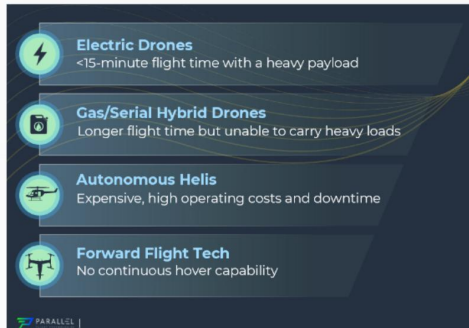 Electric Drones
<15-minute flight time with a heavy payload
Gas/Serial Hybrid Drones
Longer flight time but unable to carry heavy loads
Autonomous Helis
Expensive, high operating costs and downtime
Forward Flight Tech
No continuous hover capability
PARALLEL